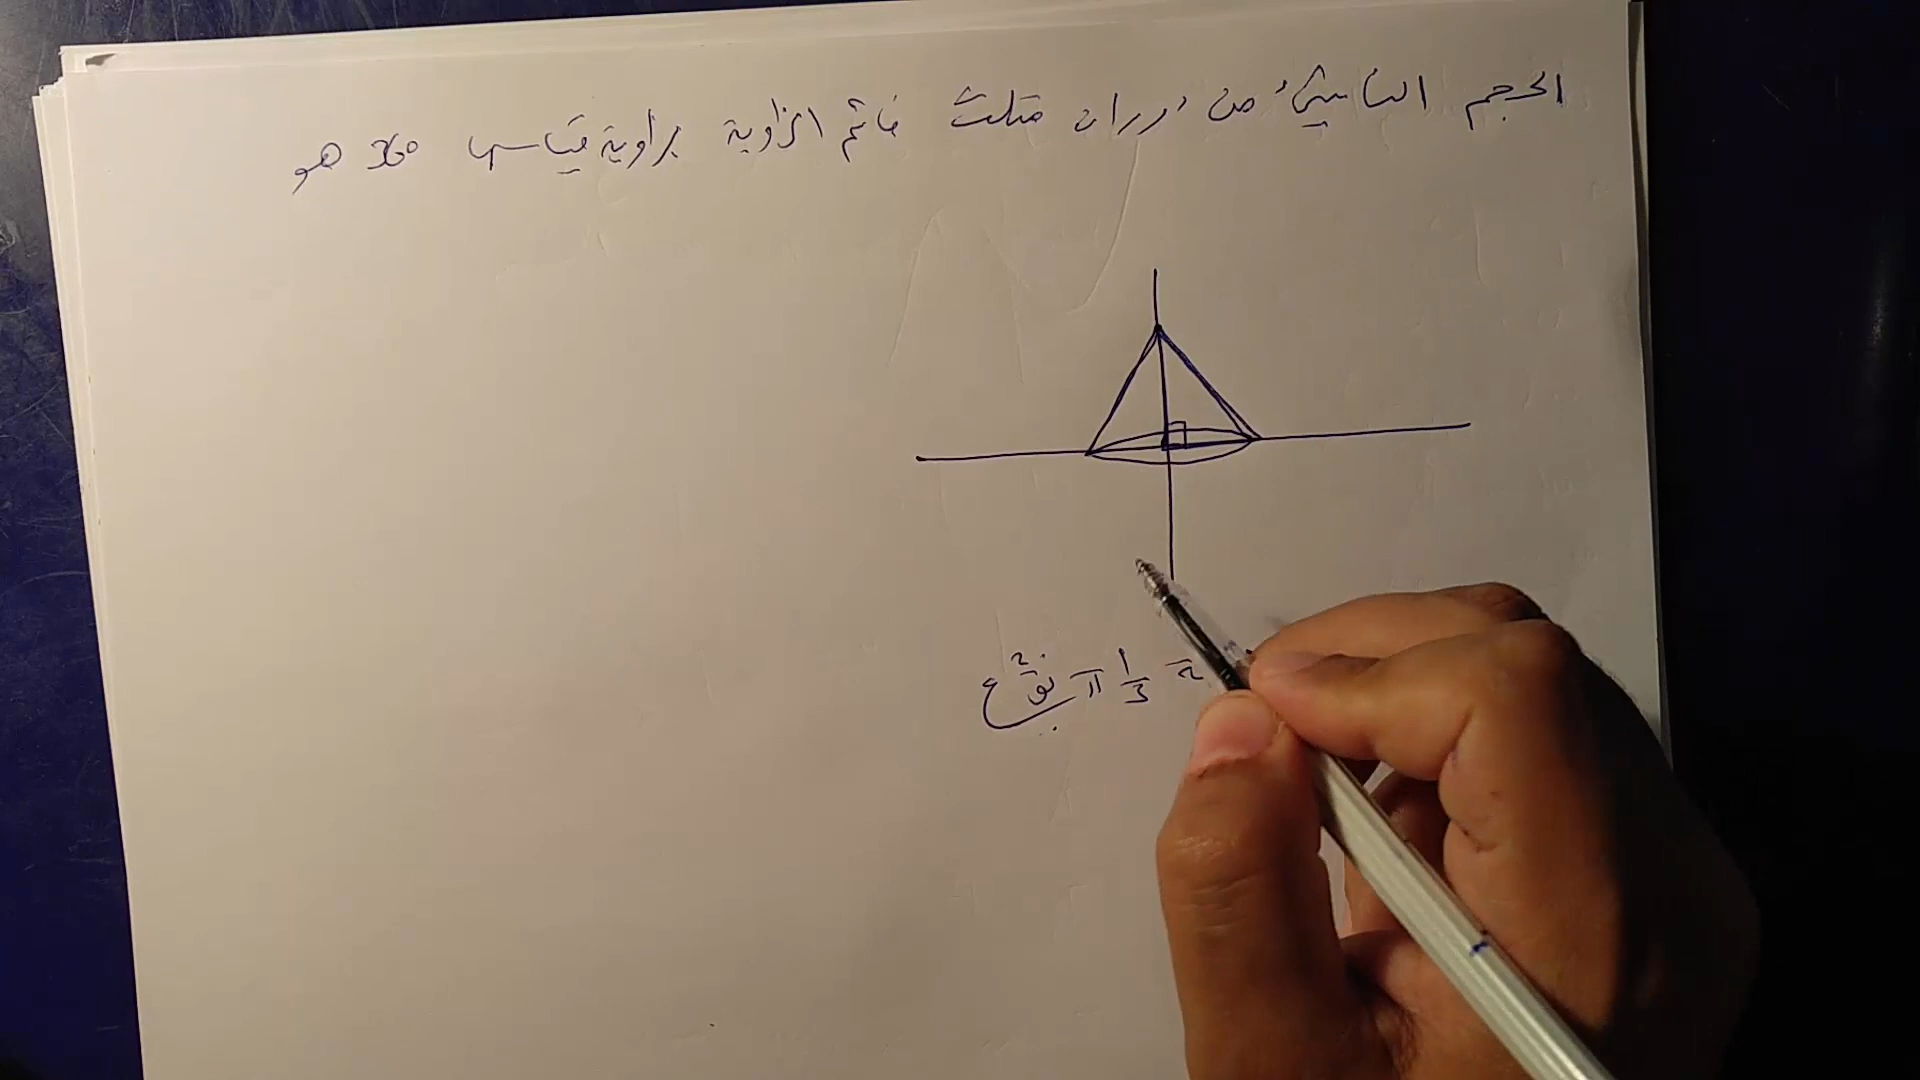 الحجم الناشئ من دوران مثلث قائم الزاوية بزاوية قياسها 360 هو
= 1/3 π نق² ع